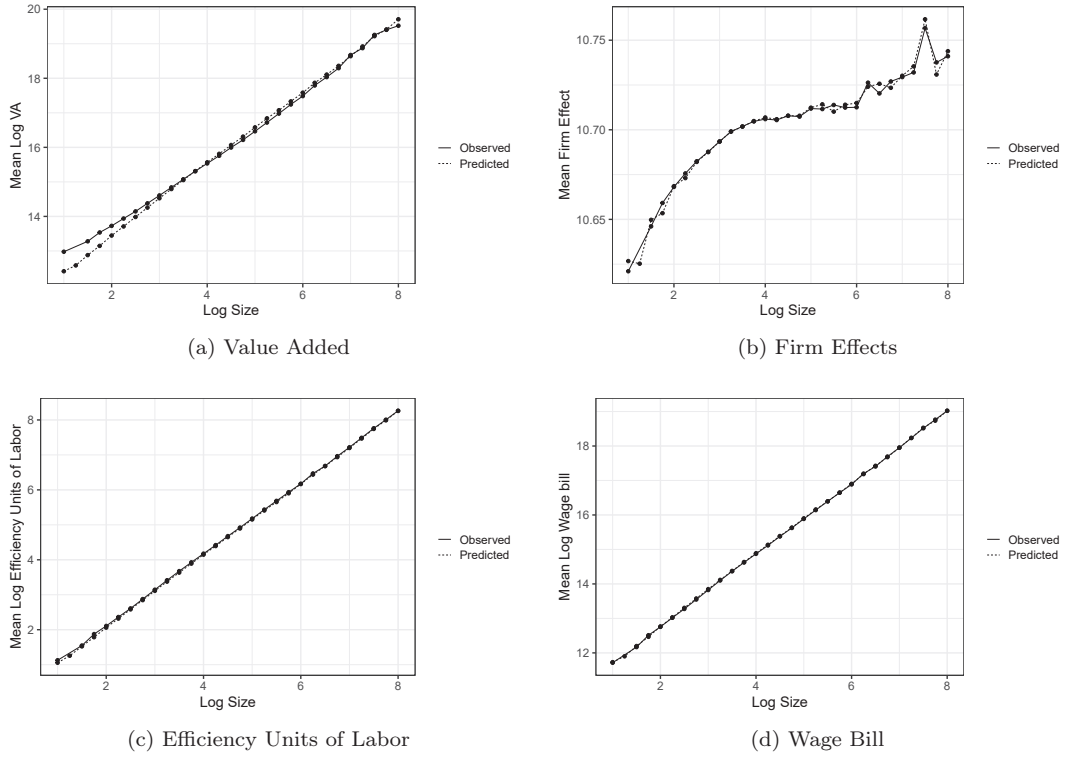 Mean Log VA
20
18
16
14
2
4
6
8
Log Size
Observed
Predicted
(a) Value Added
Mean Firm Effect
10.75
10.70
10.65
2
4
6
8
Log Size
Observed
Predicted
(b) Firm Effects
Mean Log Efficiency Units of Labor
8
6
4
2
2
4
6
8
Log Size
Observed
Predicted
(c) Efficiency Units of Labor
Mean Log Wage bill
18
16
14
12
2
4
6
8
Log Size
Observed
Predicted
(d) Wage Bill